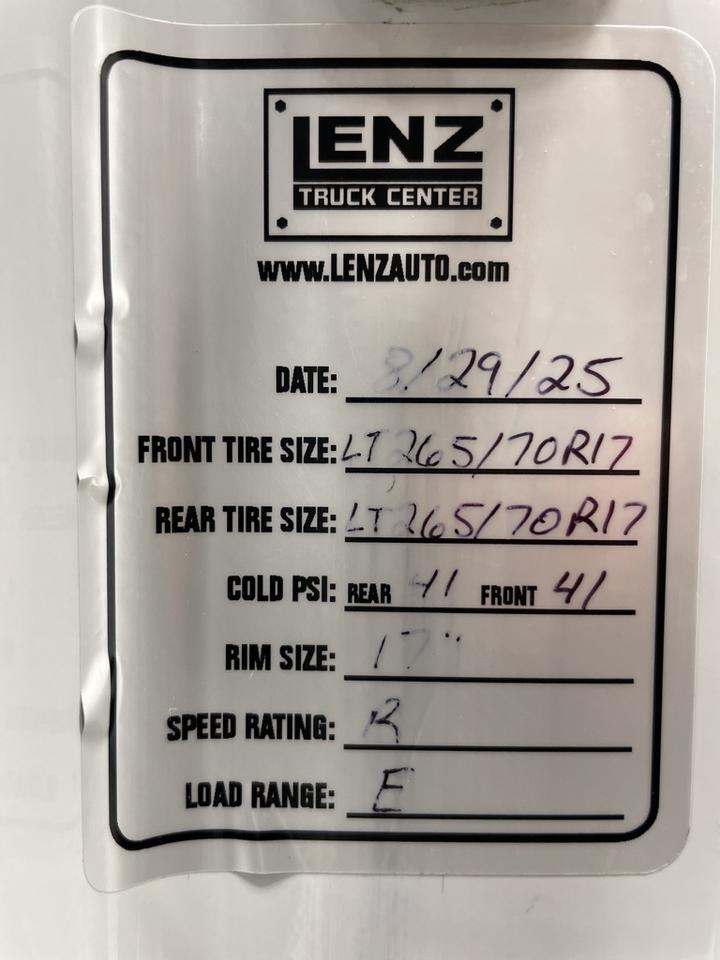 LENZ
TRUCK CENTER
www.LENZAUTO.com
DATE: 8/29/25
FRONT TIRE SIZE: LT265/70R17
REAR TIRE SIZE: LT265/70R17
COLD PSI: REAR 41 FRONT 41
RIM SIZE: 17"
SPEED RATING: R
LOAD RANGE: E